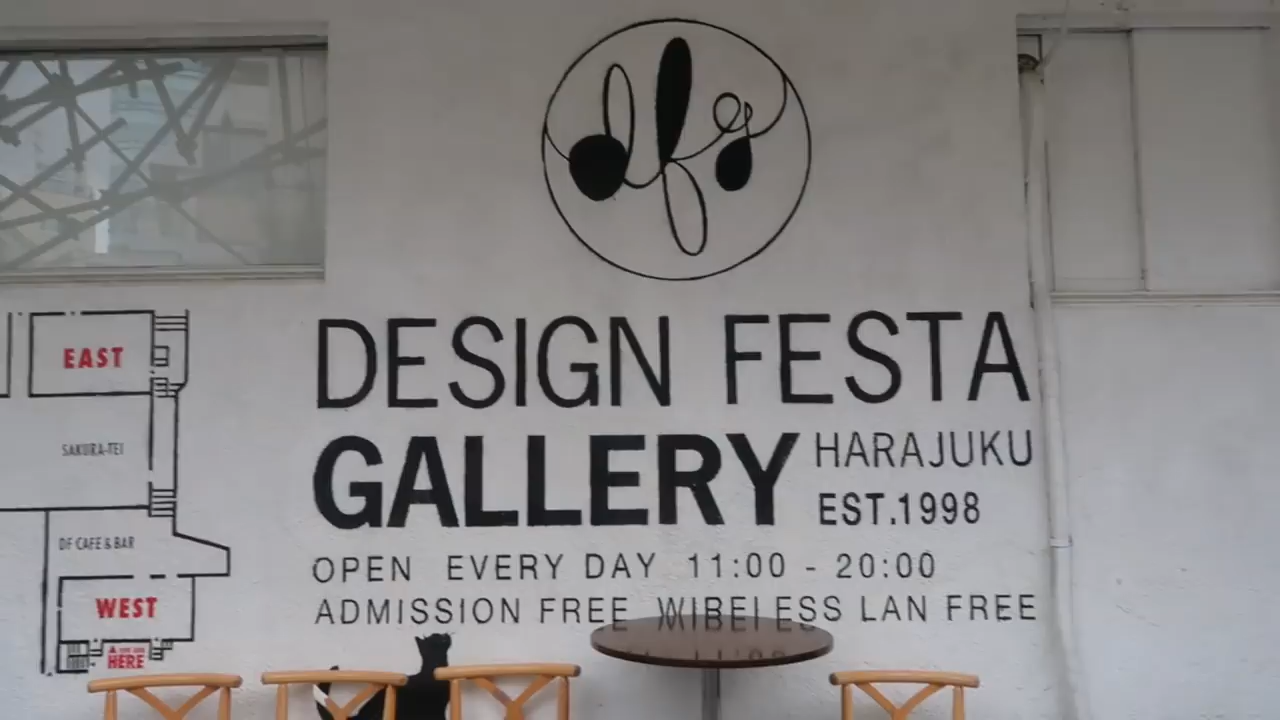 dfg
DESIGN FESTA
GALLERY HARAJUKU
EST.1998
OPEN EVERY DAY 11:00 - 20:00
ADMISSION FREE WIRELESS LAN FREE
EAST
SAKURA-TEI
DF CAFE & BAR
WEST
HERE